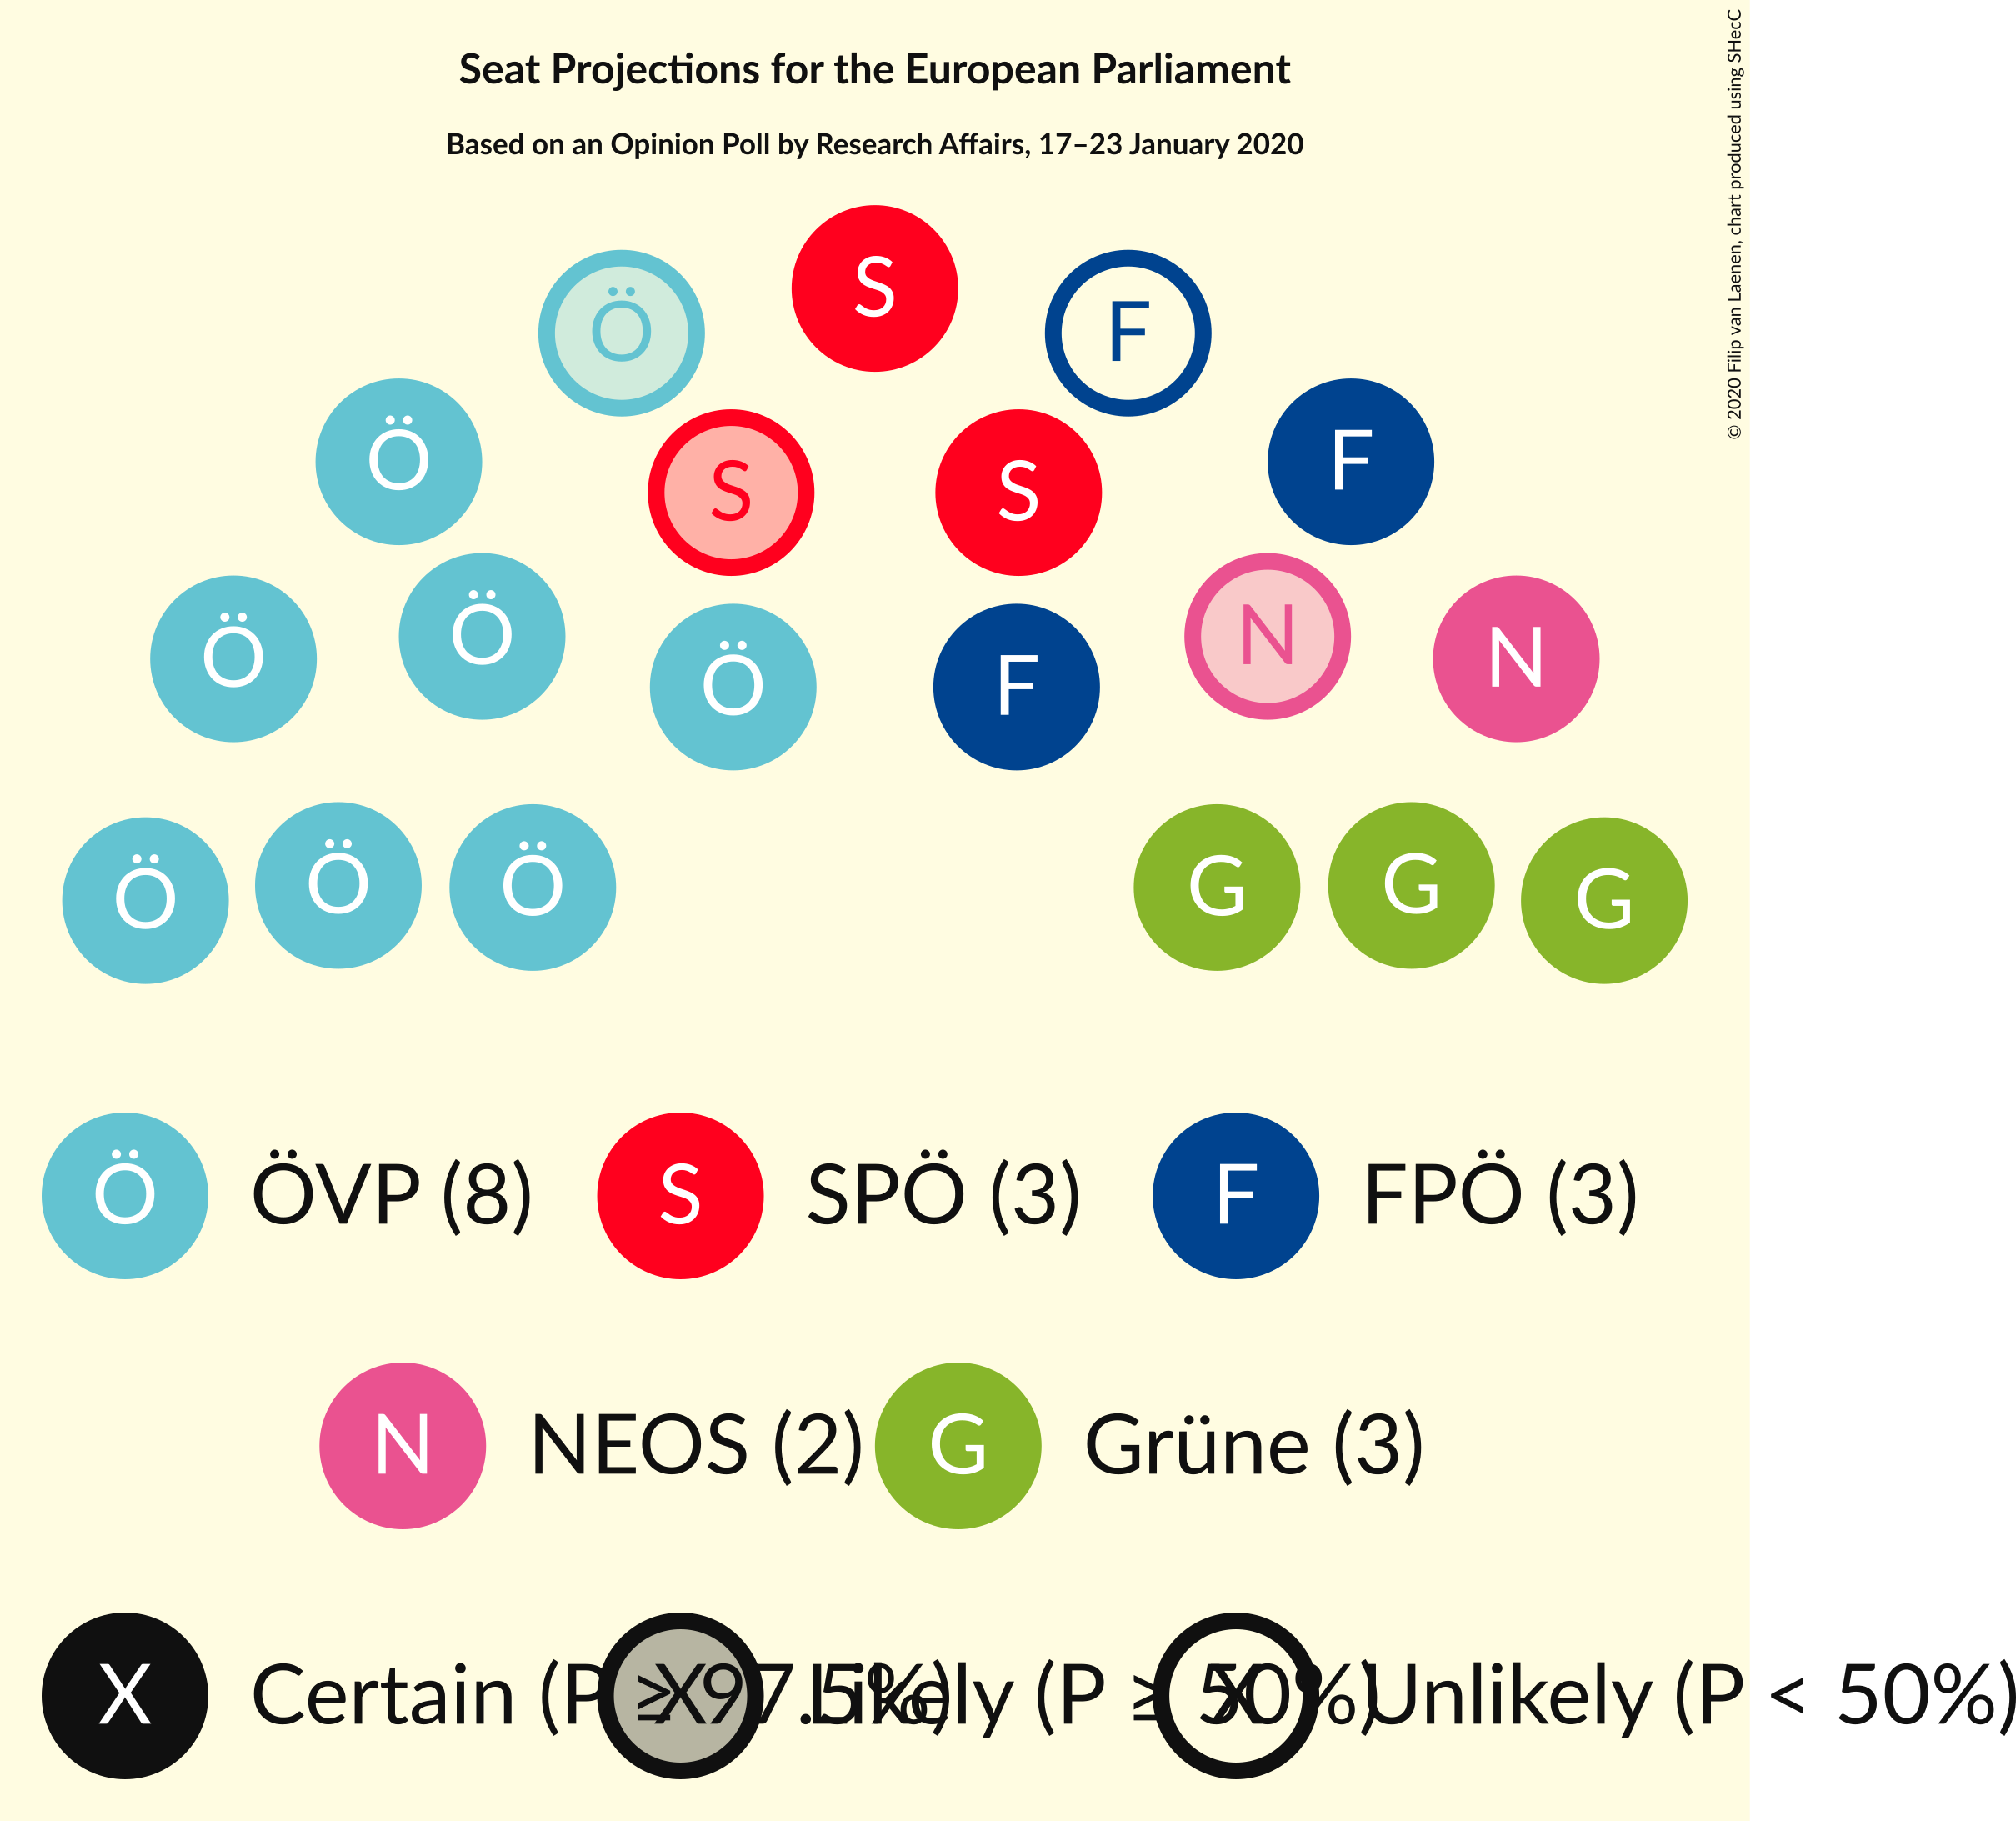 Seat Projections for the European Parliament
Based on an Opinion Poll by Research Affairs, 17–23 January 2020
© 2020 Filip van Laenen, chart produced using SHecC
S
Ö F
Ö F
S S
Ö N
Ö N
Ö F
Ö Ö Ö G G G
Ö ÖVP (8) S SPÖ (3) F FPÖ (3)
N NEOS (2) G Grüne (3)
X Certain (P ≥ 97.5%) X Likely (P ≥ 50%) X Unlikely (P < 50%)